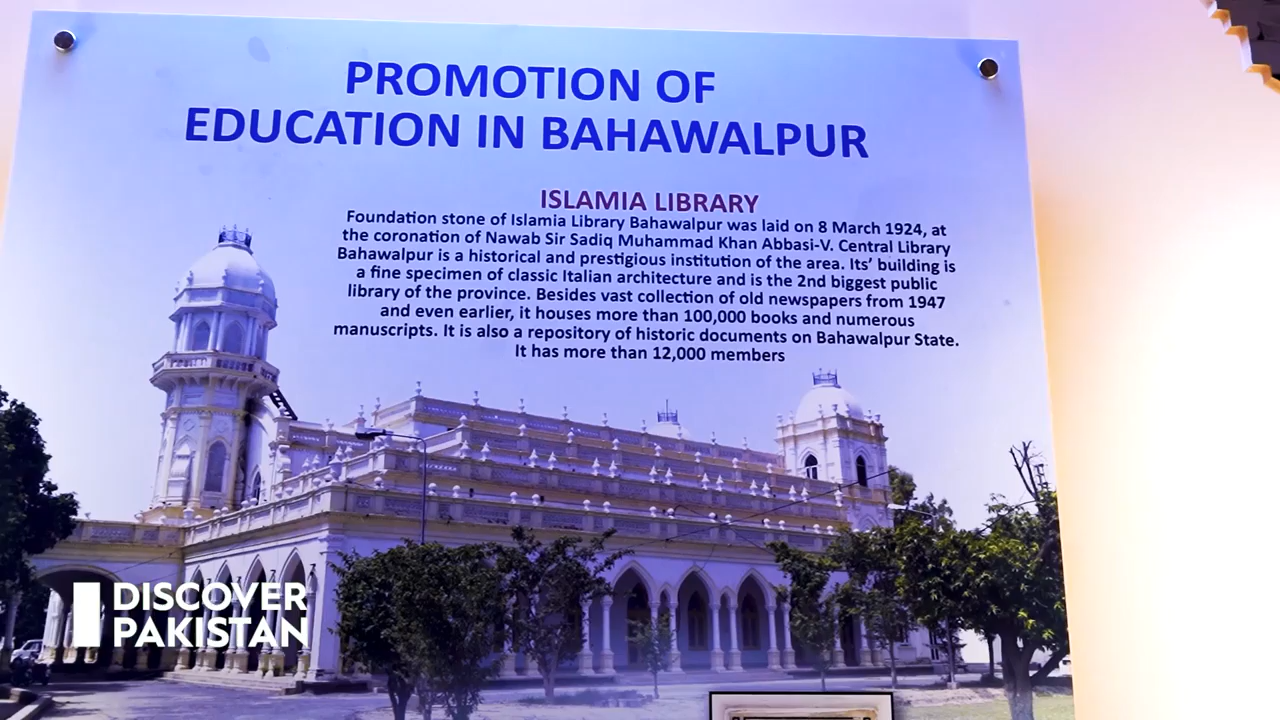 PROMOTION OF
EDUCATION IN BAHAWALPUR
ISLAMIA LIBRARY
Foundation stone of Islamia Library Bahawalpur was laid on 8 March 1924, at
the coronation of Nawab Sir Sadiq Muhammad Khan Abbasi-V. Central Library
Bahawalpur is a historical and prestigious institution of the area. Its' building is
a fine specimen of classic Italian architecture and is the 2nd biggest public
library of the province. Besides vast collection of old newspapers from 1947
and even earlier, it houses more than 100,000 books and numerous
manuscripts. It is also a repository of historic documents on Bahawalpur State.
It has more than 12,000 members
DISCOVER
PAKISTAN